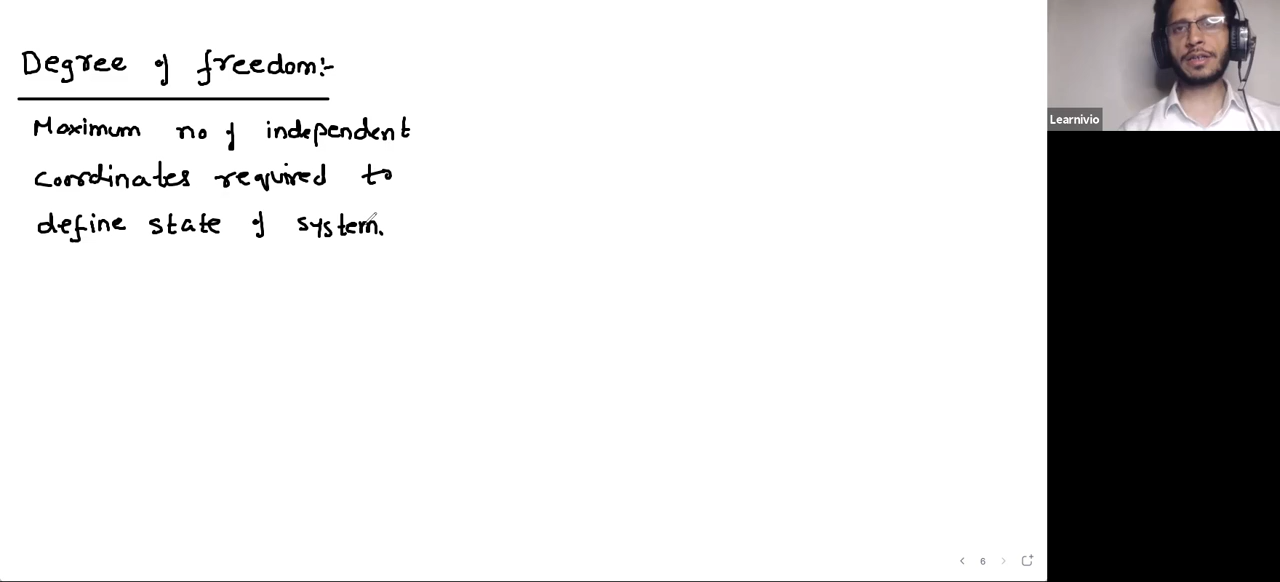 Degree of freedom:-
Maximum no of independent
coordinates required to
define state of system.
Learnivio
6